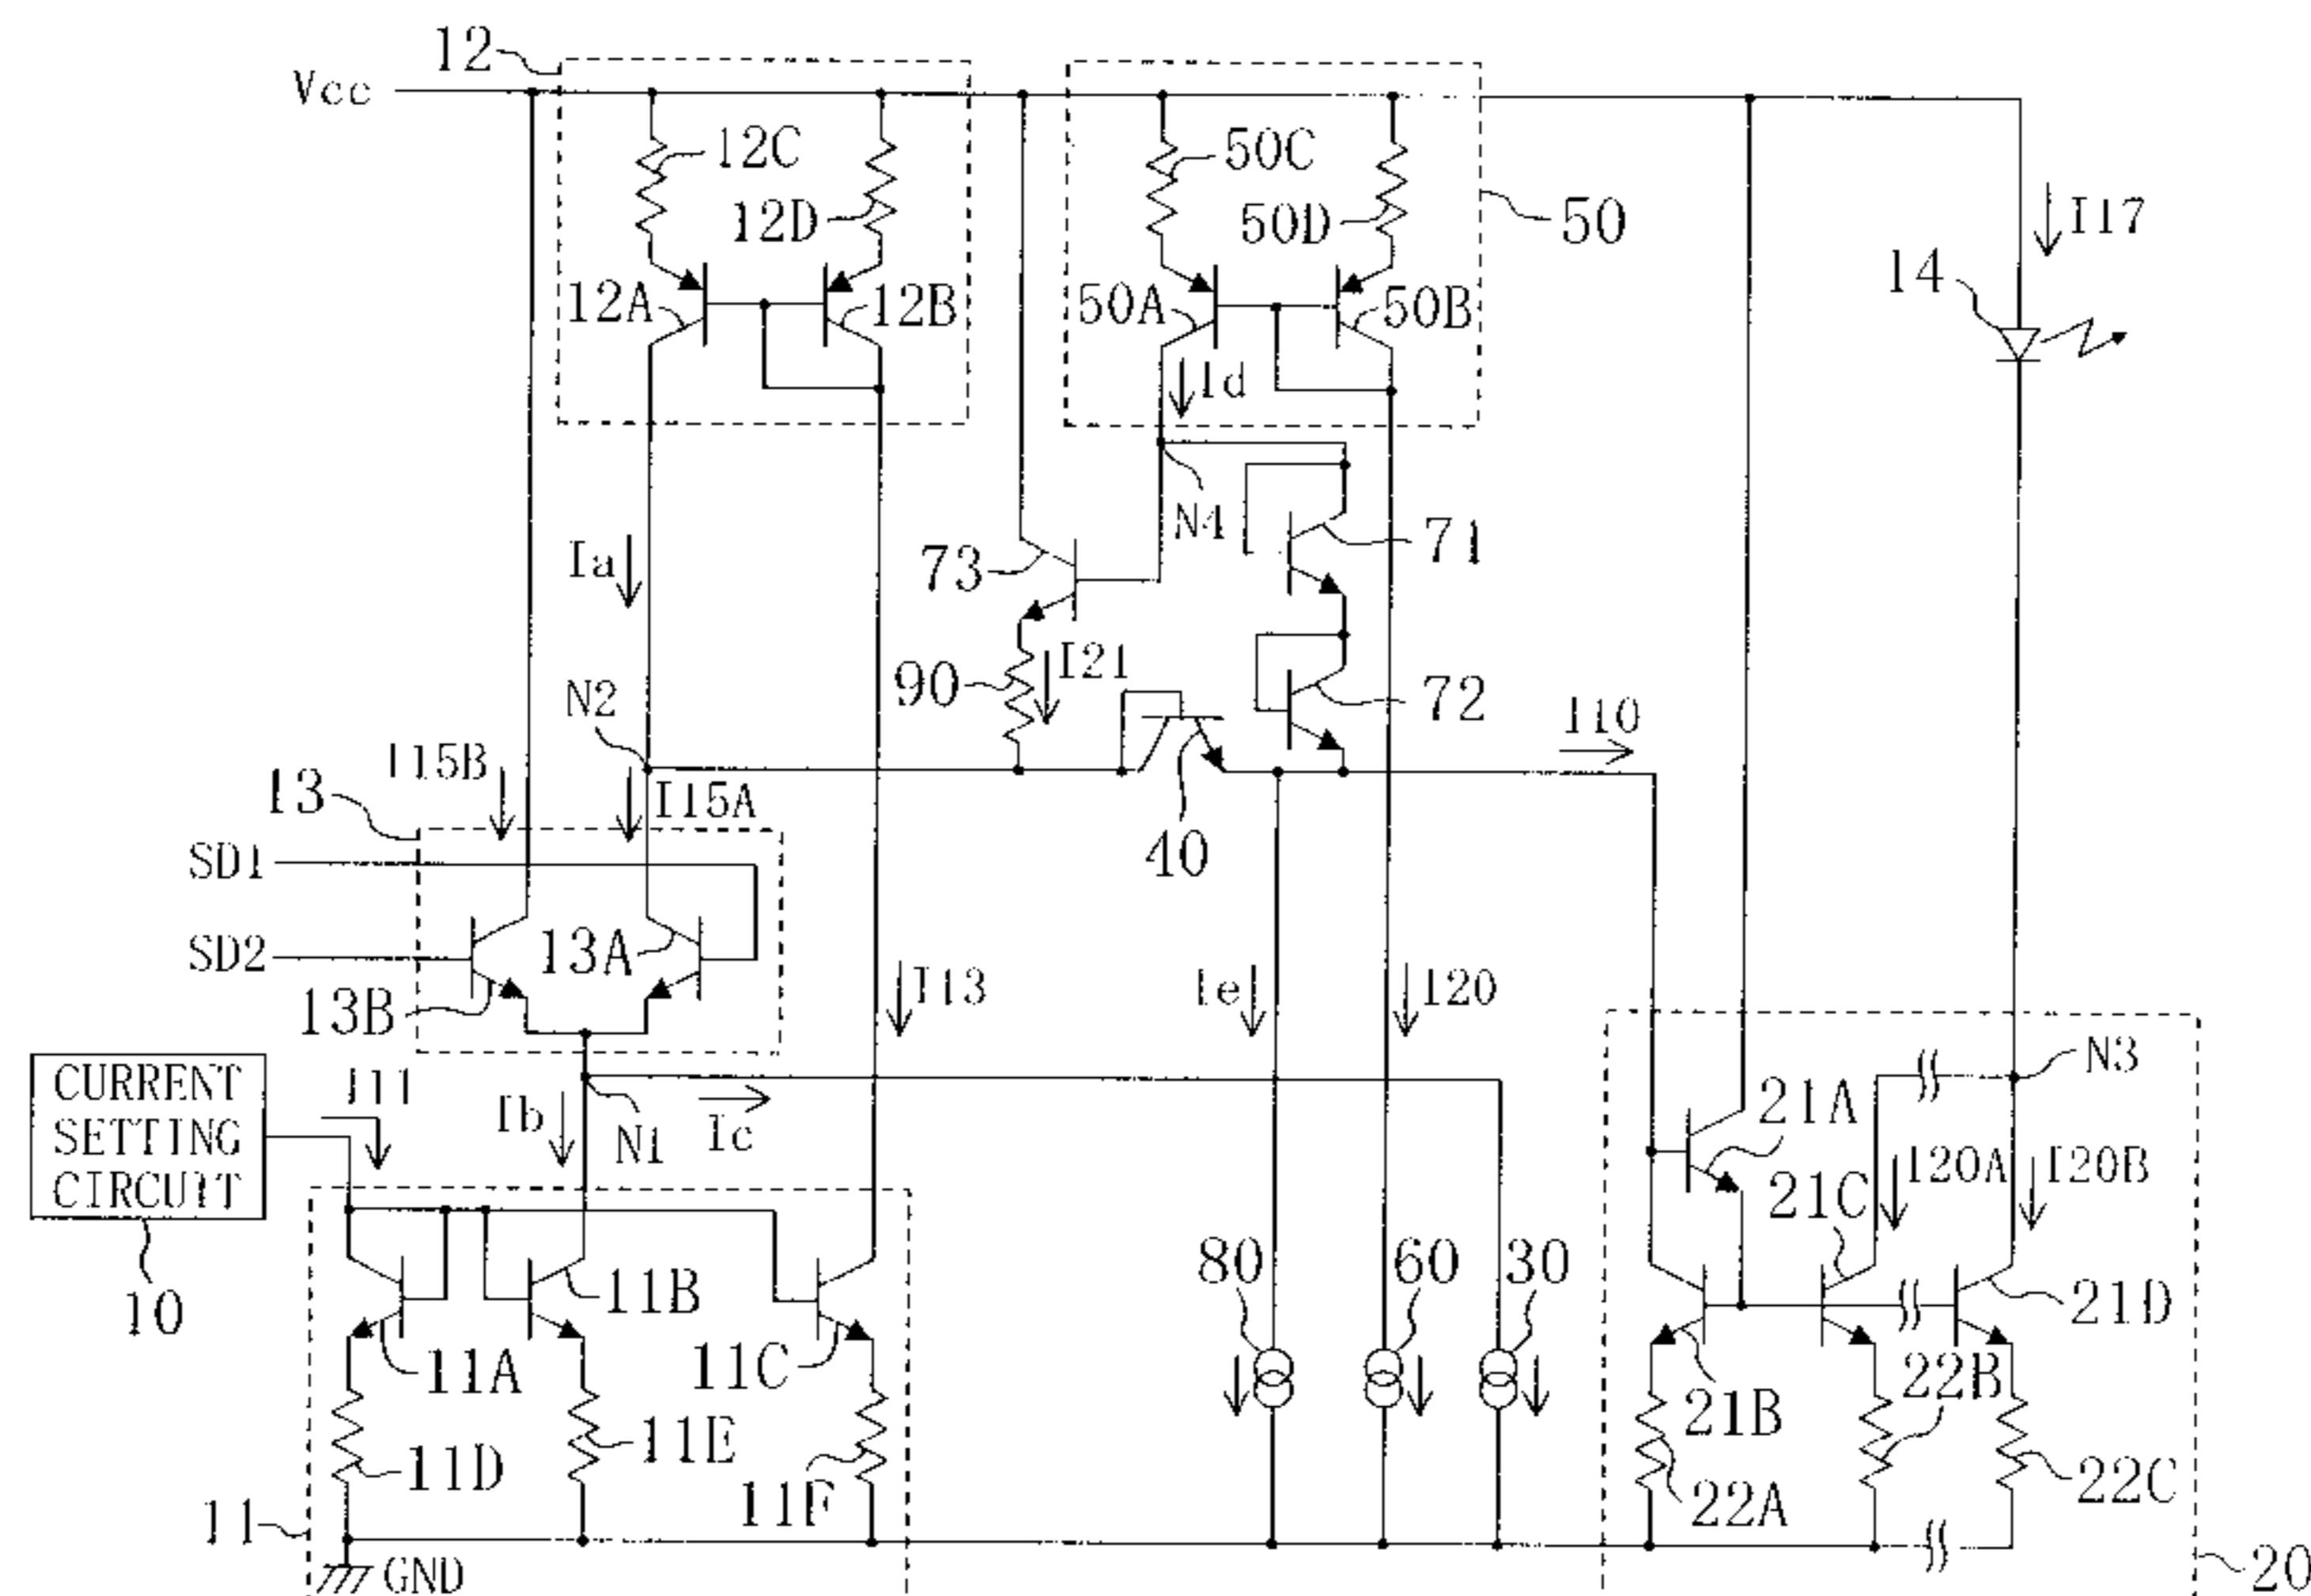 12
Vcc
12C
50C
12D
50D
50
I17
14
12A
12B
50A
50B
Id
N4
71
Ia
73
I21
90
72
N2
I10
I15B
13
I15A
40
SD1
SD2
13A
13B
I13
Ie
I20
N3
CURRENT
SETTING
CIRCUIT
I11
Ib
N1
Ic
21A
I20A
I20B
21C
10
11B
80
60
30
21D
11A
11C
22B
21B
11D
11E
11F
22A
22C
11
GND
20